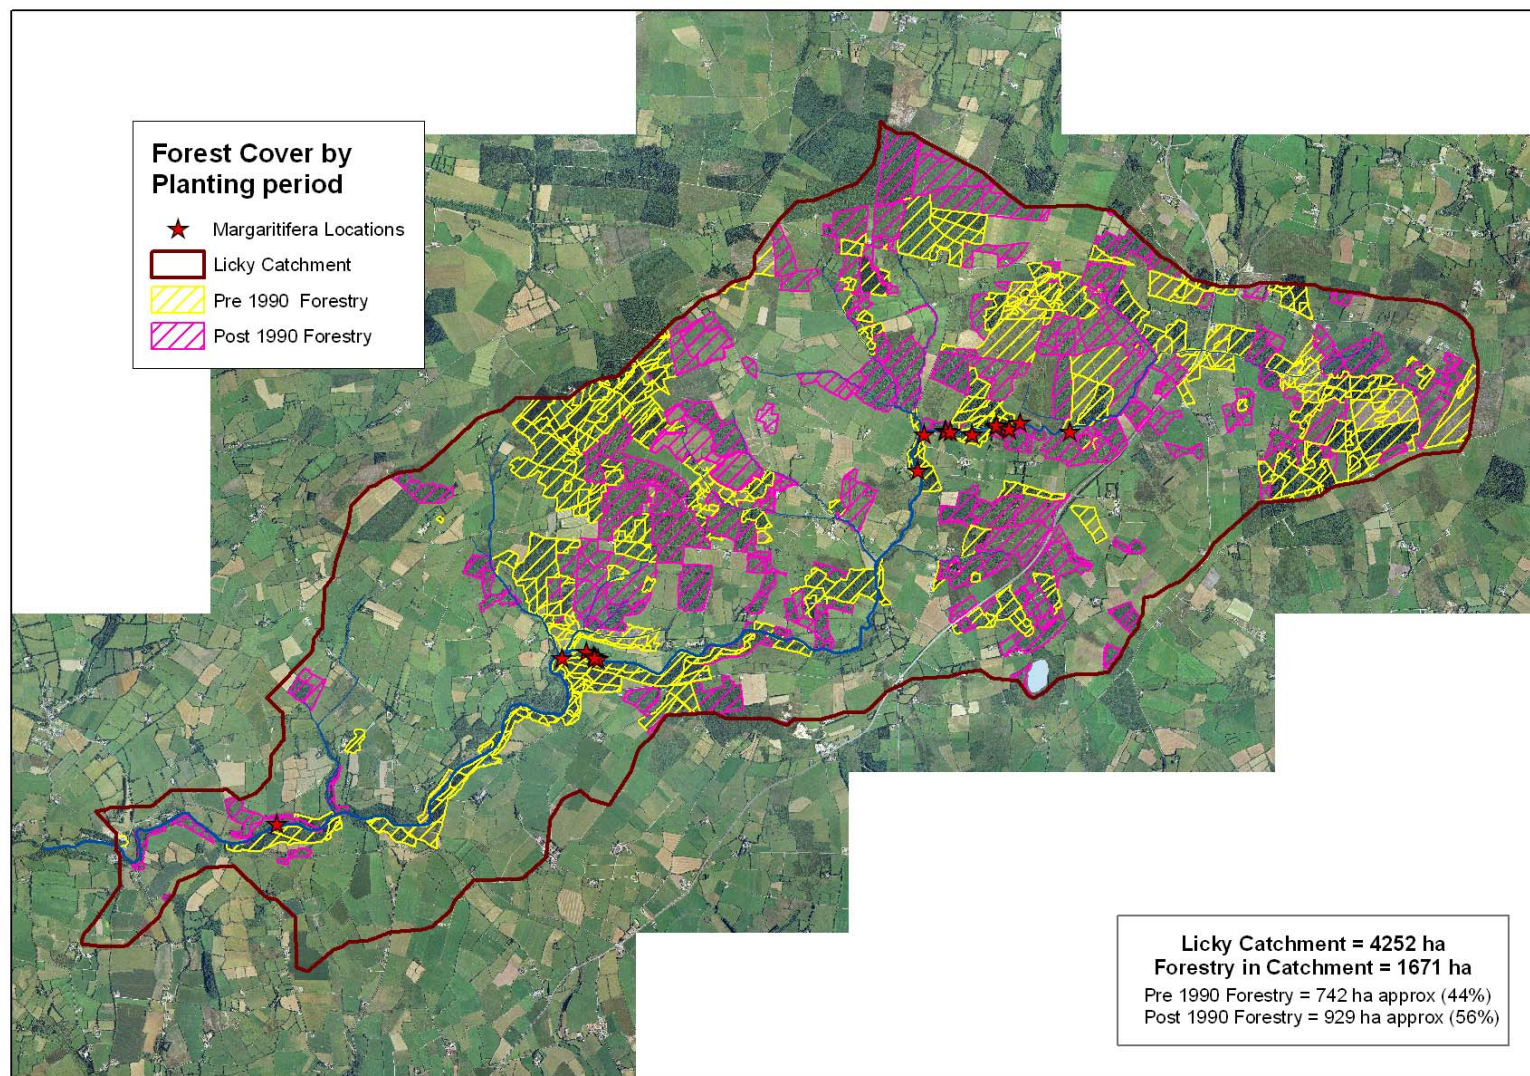 Forest Cover by
Planting period
Margaritifera Locations
Licky Catchment
Pre 1990 Forestry
Post 1990 Forestry
Licky Catchment = 4252 ha
Forestry in Catchment = 1671 ha
Pre 1990 Forestry = 742 ha approx (44%)
Post 1990 Forestry = 929 ha approx (56%)